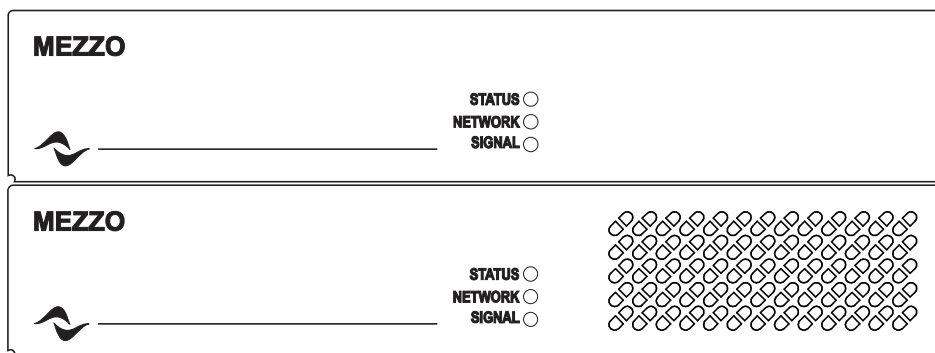 MEZZO
STATUS
NETWORK
SIGNAL
MEZZO
STATUS
NETWORK
SIGNAL